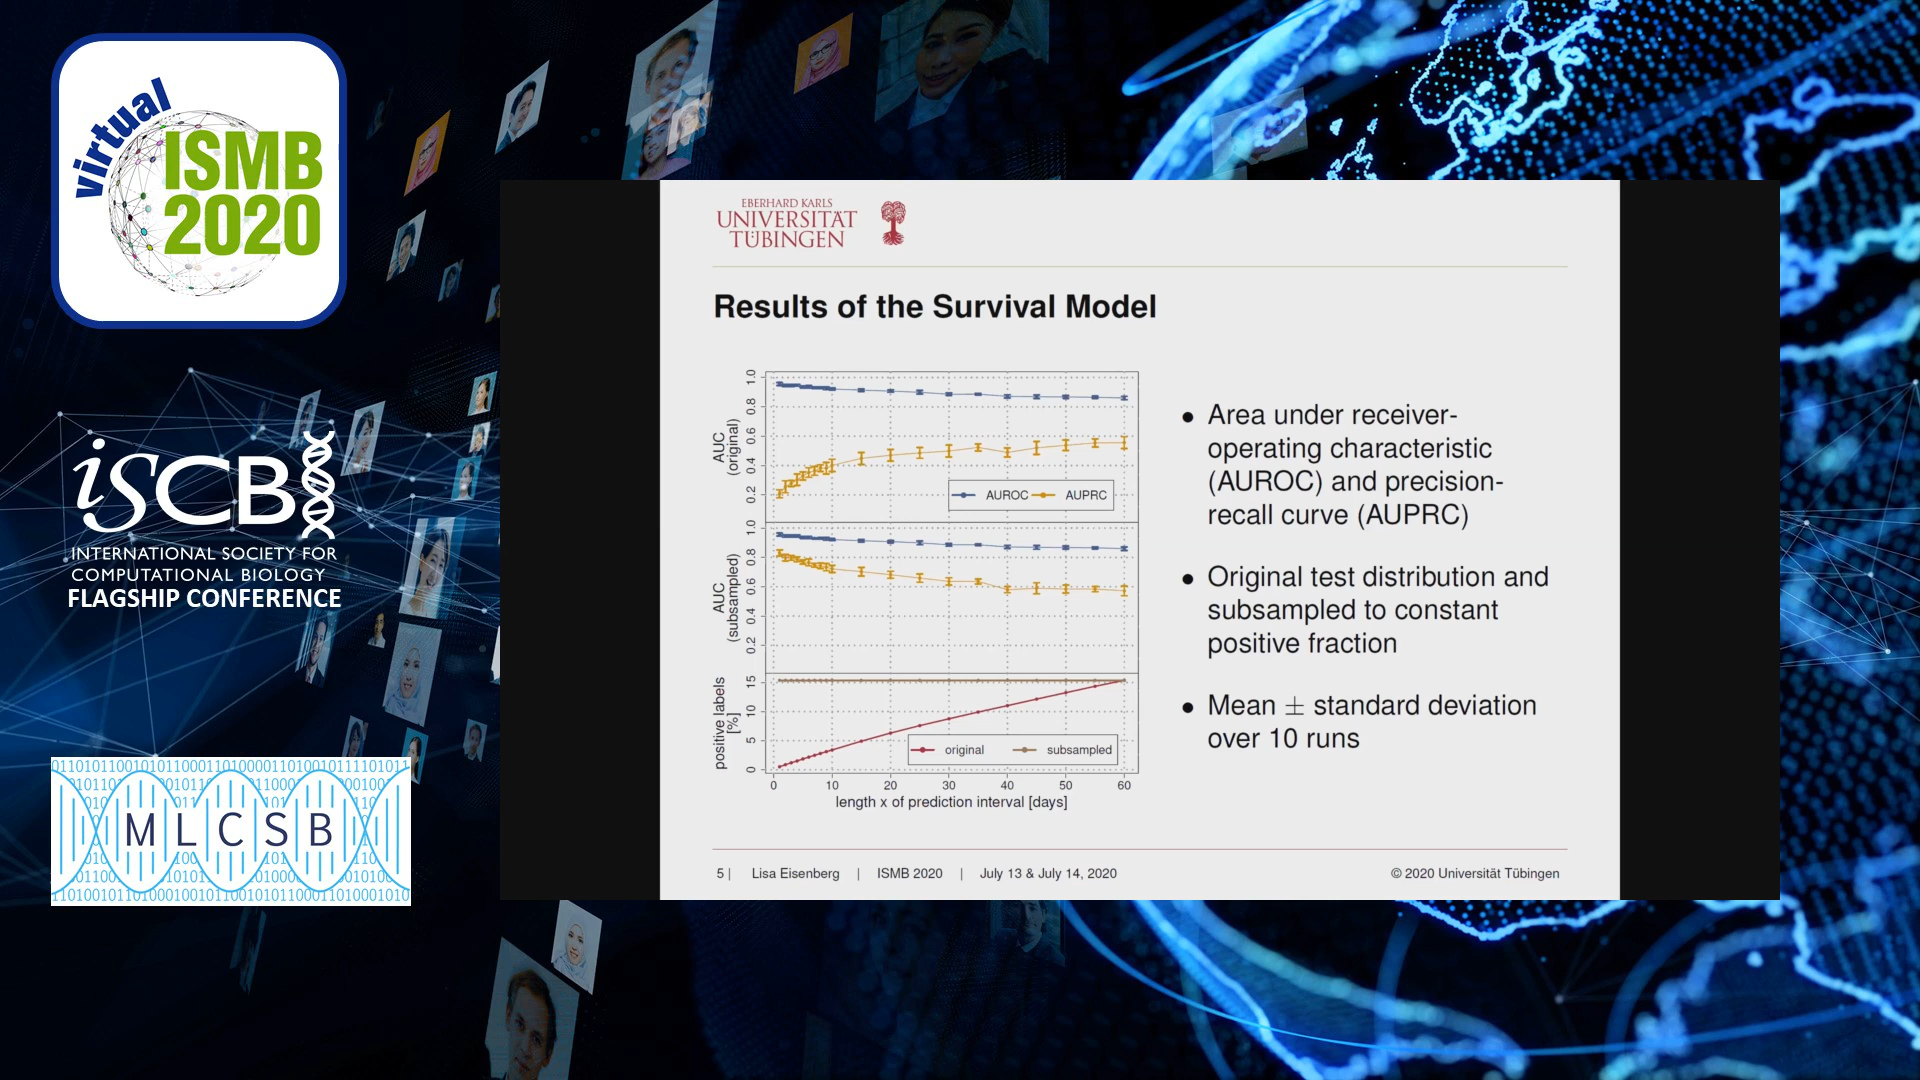 virtual
ISMB
2020
iSCB
INTERNATIONAL SOCIETY FOR
COMPUTATIONAL BIOLOGY
FLAGSHIP CONFERENCE
MLCSB
EBERHARD KARLS
UNIVERSITÄT
TÜBINGEN
Results of the Survival Model
AUC
(original)
0.2 0.4 0.6 0.8 1.0
AUROC AUPRC
AUC
(subsampled)
0.2 0.4 0.6 0.8 1.0
positive labels
[%]
0 5 10 15
original subsampled
0 10 20 30 40 50 60
length x of prediction interval [days]
• Area under receiver-
operating characteristic
(AUROC) and precision-
recall curve (AUPRC)
• Original test distribution and
subsampled to constant
positive fraction
• Mean ± standard deviation
over 10 runs
5 | Lisa Eisenberg | ISMB 2020 | July 13 & July 14, 2020
© 2020 Universität Tübingen